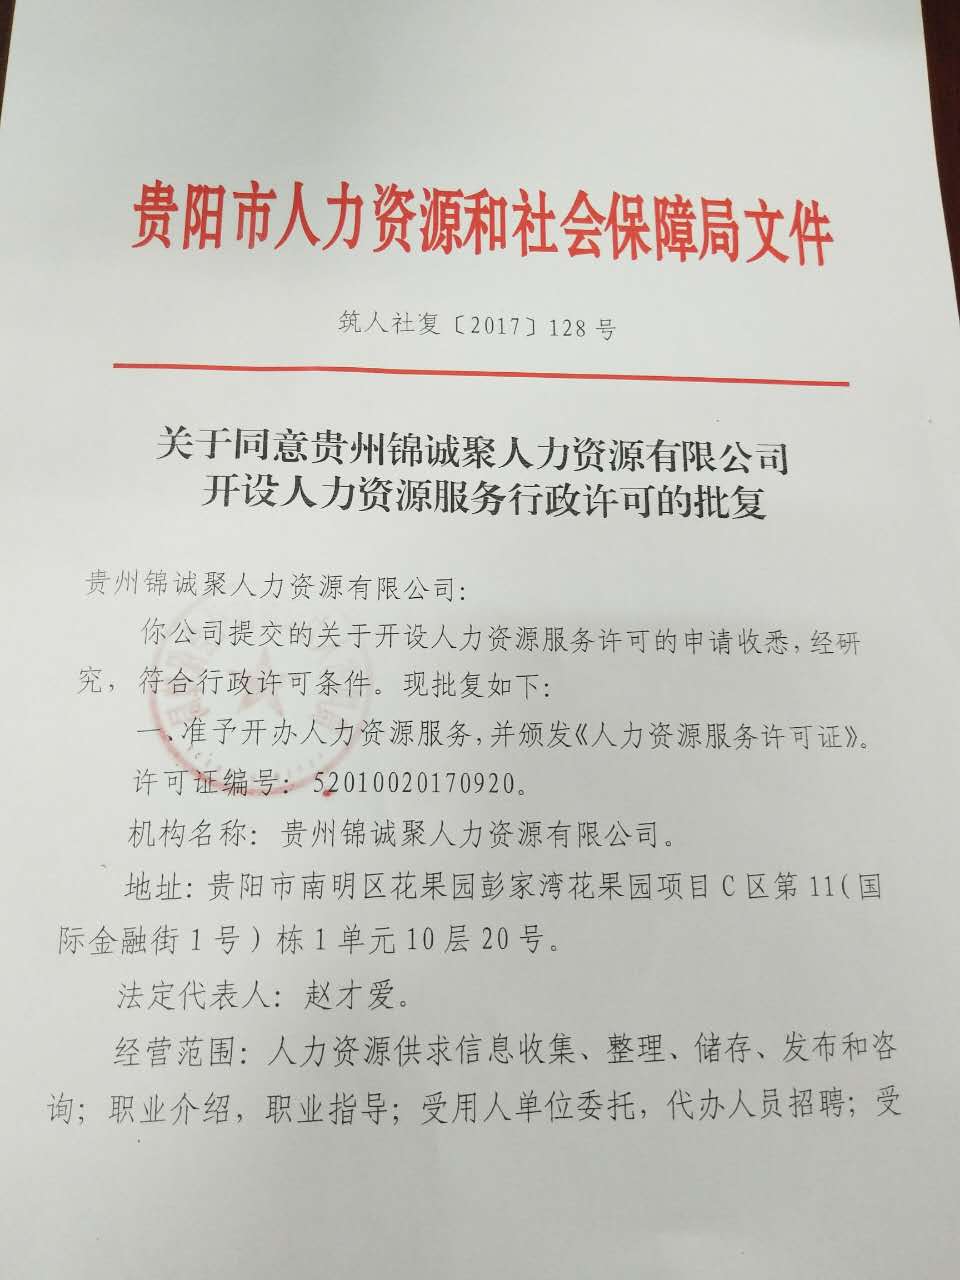 贵阳市人力资源和社会保障局文件
筑人社复〔2017〕128号
关于同意贵州锦诚聚人力资源有限公司
开设人力资源服务行政许可的批复
贵州锦诚聚人力资源有限公司：
你公司提交的关于开设人力资源服务许可的申请收悉，经研
究，符合行政许可条件。现批复如下：
一、准予开办人力资源服务，并颁发《人力资源服务许可证》。
许可证编号：52010020170920。
机构名称：贵州锦诚聚人力资源有限公司。
地址：贵阳市南明区花果园彭家湾花果园项目C区第11（国
际金融街1号）栋1单元10层20号。
法定代表人：赵才爱。
经营范围：人力资源供求信息收集、整理、储存、发布和咨
询；职业介绍，职业指导；受用人单位委托，代办人员招聘；受